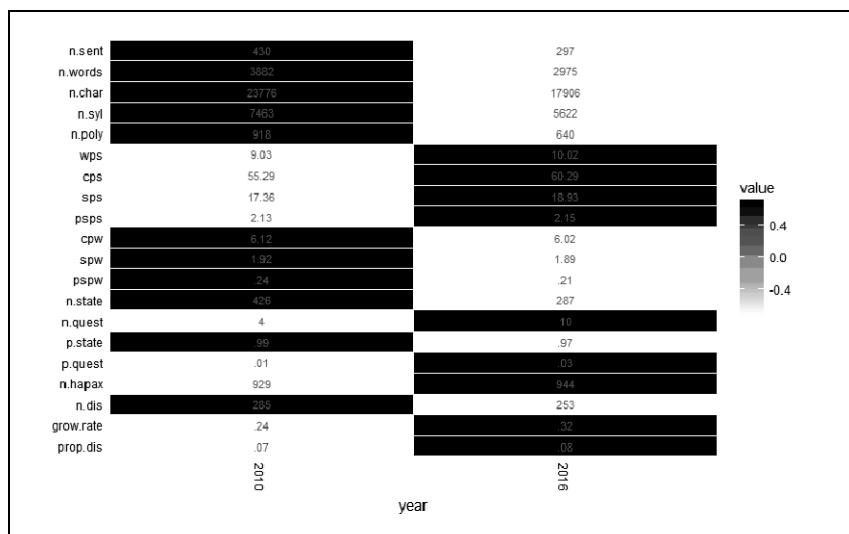 n.sent 430 297
n.words 3882 2975
n.char 23776 17906
n.syl 7463 5622
n.poly 918 640
wps 9.03 10.02
cps 55.29 60.29
sps 17.36 18.93
psps 2.13 2.15
cpw 6.12 6.02
spw 1.92 1.89
pspw .24 .21
n.state 426 287
n.quest 4 10
p.state .99 .97
p.quest .01 .03
n.hapax 929 944
n.dis 285 253
grow.rate .24 .32
prop.dis .07 .08
2010 2016
year
value
0.4
0.0
-0.4